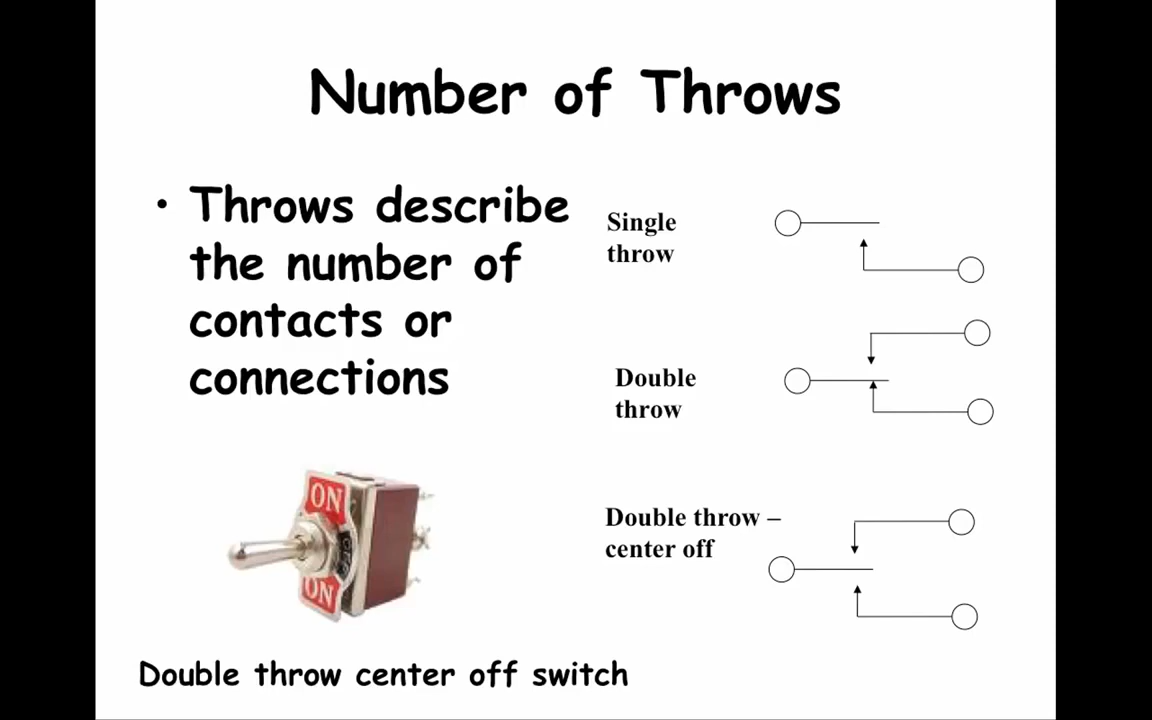 Number of Throws
• Throws describe
the number of
contacts or
connections
Single
throw
Double
throw
Double throw –
center off
ON
OFF
ON
Double throw center off switch